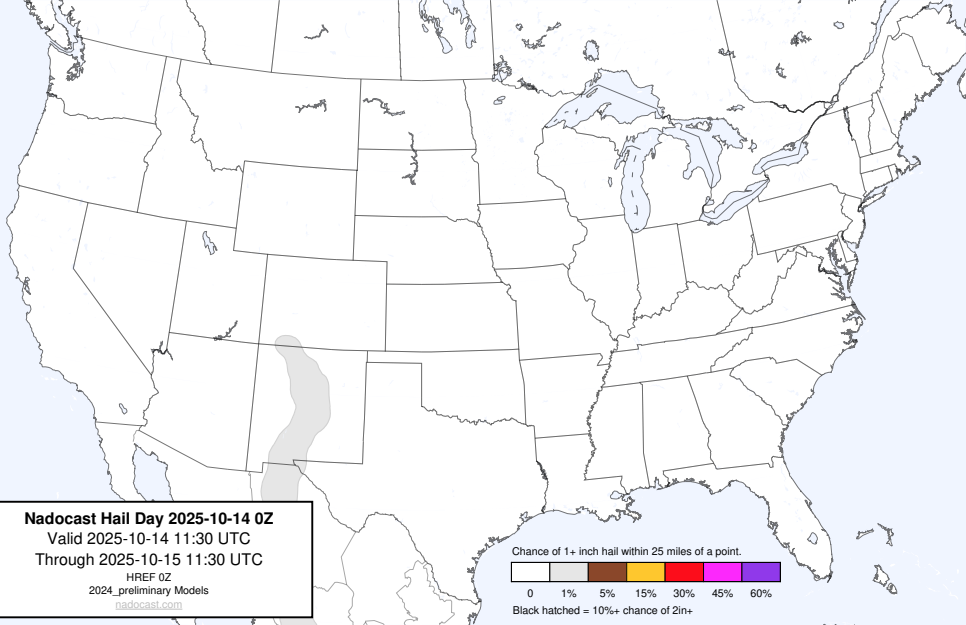 Nadocast Hail Day 2025-10-14 0Z
Valid 2025-10-14 11:30 UTC
Through 2025-10-15 11:30 UTC
HREF 0Z
2024_preliminary Models
nadocast.com
Chance of 1+ inch hail within 25 miles of a point.
0 1% 5% 15% 30% 45% 60%
Black hatched = 10%+ chance of 2in+